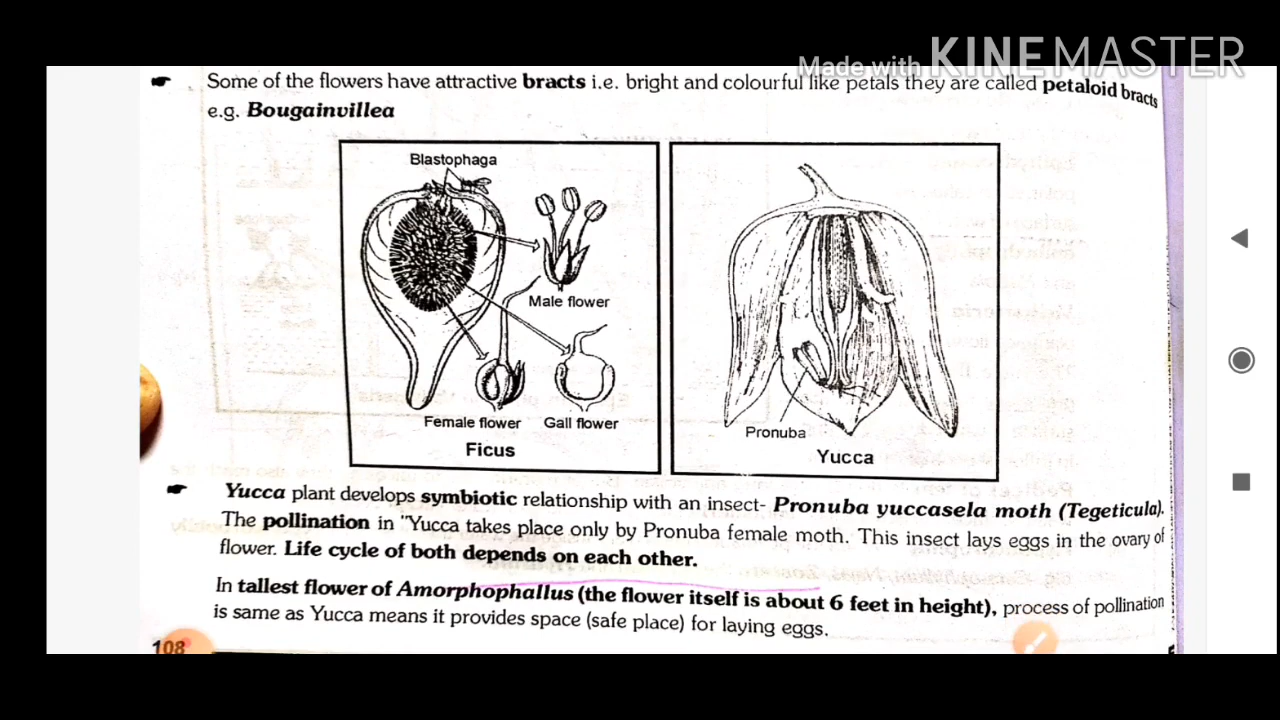 Made with KINEMASTER
Some of the flowers have attractive bracts i.e. bright and colourful like petals they are called petaloid bracts
e.g. Bougainvillea
Blastophaga
Male flower
Female flower
Gall flower
Ficus
Pronuba
Yucca
Yucca plant develops symbiotic relationship with an insect- Pronuba yuccasela moth (Tegeticula).
The pollination in "Yucca takes place only by Pronuba female moth. This insect lays eggs in the ovary of
flower. Life cycle of both depends on each other.
In tallest flower of Amorphophallus (the flower itself is about 6 feet in height), process of pollination
is same as Yucca means it provides space (safe place) for laying eggs.
108